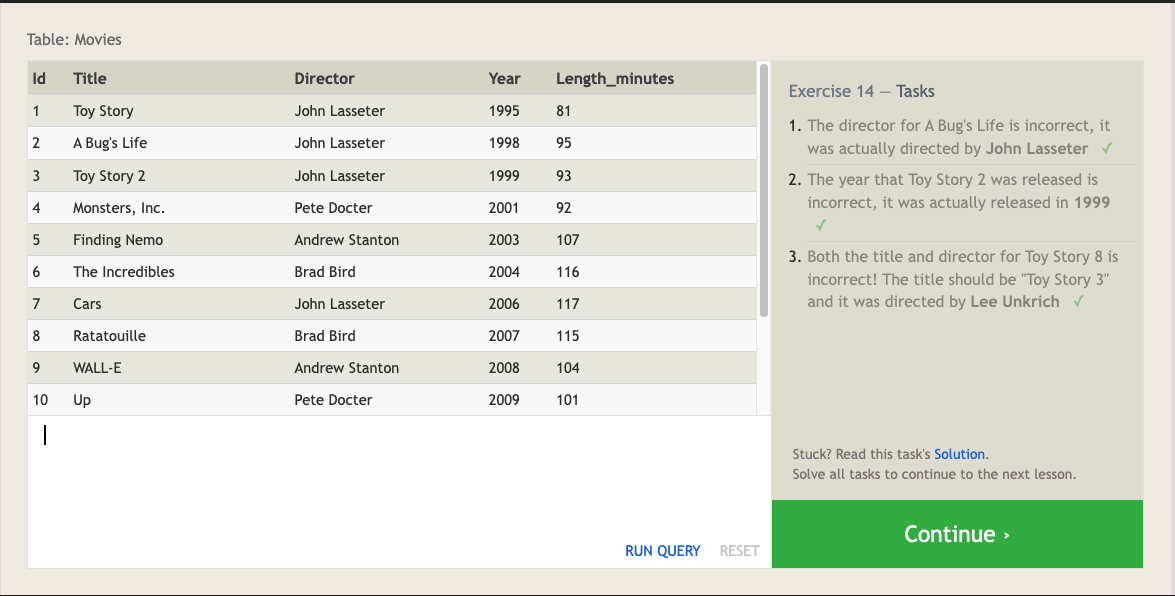 Table: Movies
Id Title Director Year Length_minutes
1 Toy Story John Lasseter 1995 81
2 A Bug's Life John Lasseter 1998 95
3 Toy Story 2 John Lasseter 1999 93
4 Monsters, Inc. Pete Docter 2001 92
5 Finding Nemo Andrew Stanton 2003 107
6 The Incredibles Brad Bird 2004 116
7 Cars John Lasseter 2006 117
8 Ratatouille Brad Bird 2007 115
9 WALL-E Andrew Stanton 2008 104
10 Up Pete Docter 2009 101
RUN QUERY RESET
Exercise 14 — Tasks
1. The director for A Bug's Life is incorrect, it
was actually directed by John Lasseter ✓
2. The year that Toy Story 2 was released is
incorrect, it was actually released in 1999
✓
3. Both the title and director for Toy Story 8 is
incorrect! The title should be "Toy Story 3"
and it was directed by Lee Unkrich ✓
Stuck? Read this task's Solution.
Solve all tasks to continue to the next lesson.
Continue ›